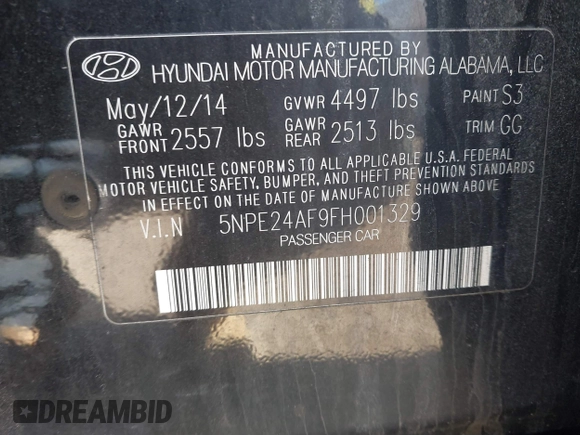 MANUFACTURED BY
HYUNDAI MOTOR MANUFACTURING ALABAMA, LLC
May/12/14 GVWR 4497 lbs PAINT S3
GAWR FRONT 2557 lbs GAWR REAR 2513 lbs TRIM GG
THIS VEHICLE CONFORMS TO ALL APPLICABLE U.S.A. FEDERAL
MOTOR VEHICLE SAFETY, BUMPER, AND THEFT PREVENTION STANDARDS
IN EFFECT ON THE DATE OF MANUFACTURE SHOWN ABOVE
V.I.N 5NPE24AF9FH001329
PASSENGER CAR
DREAMBID